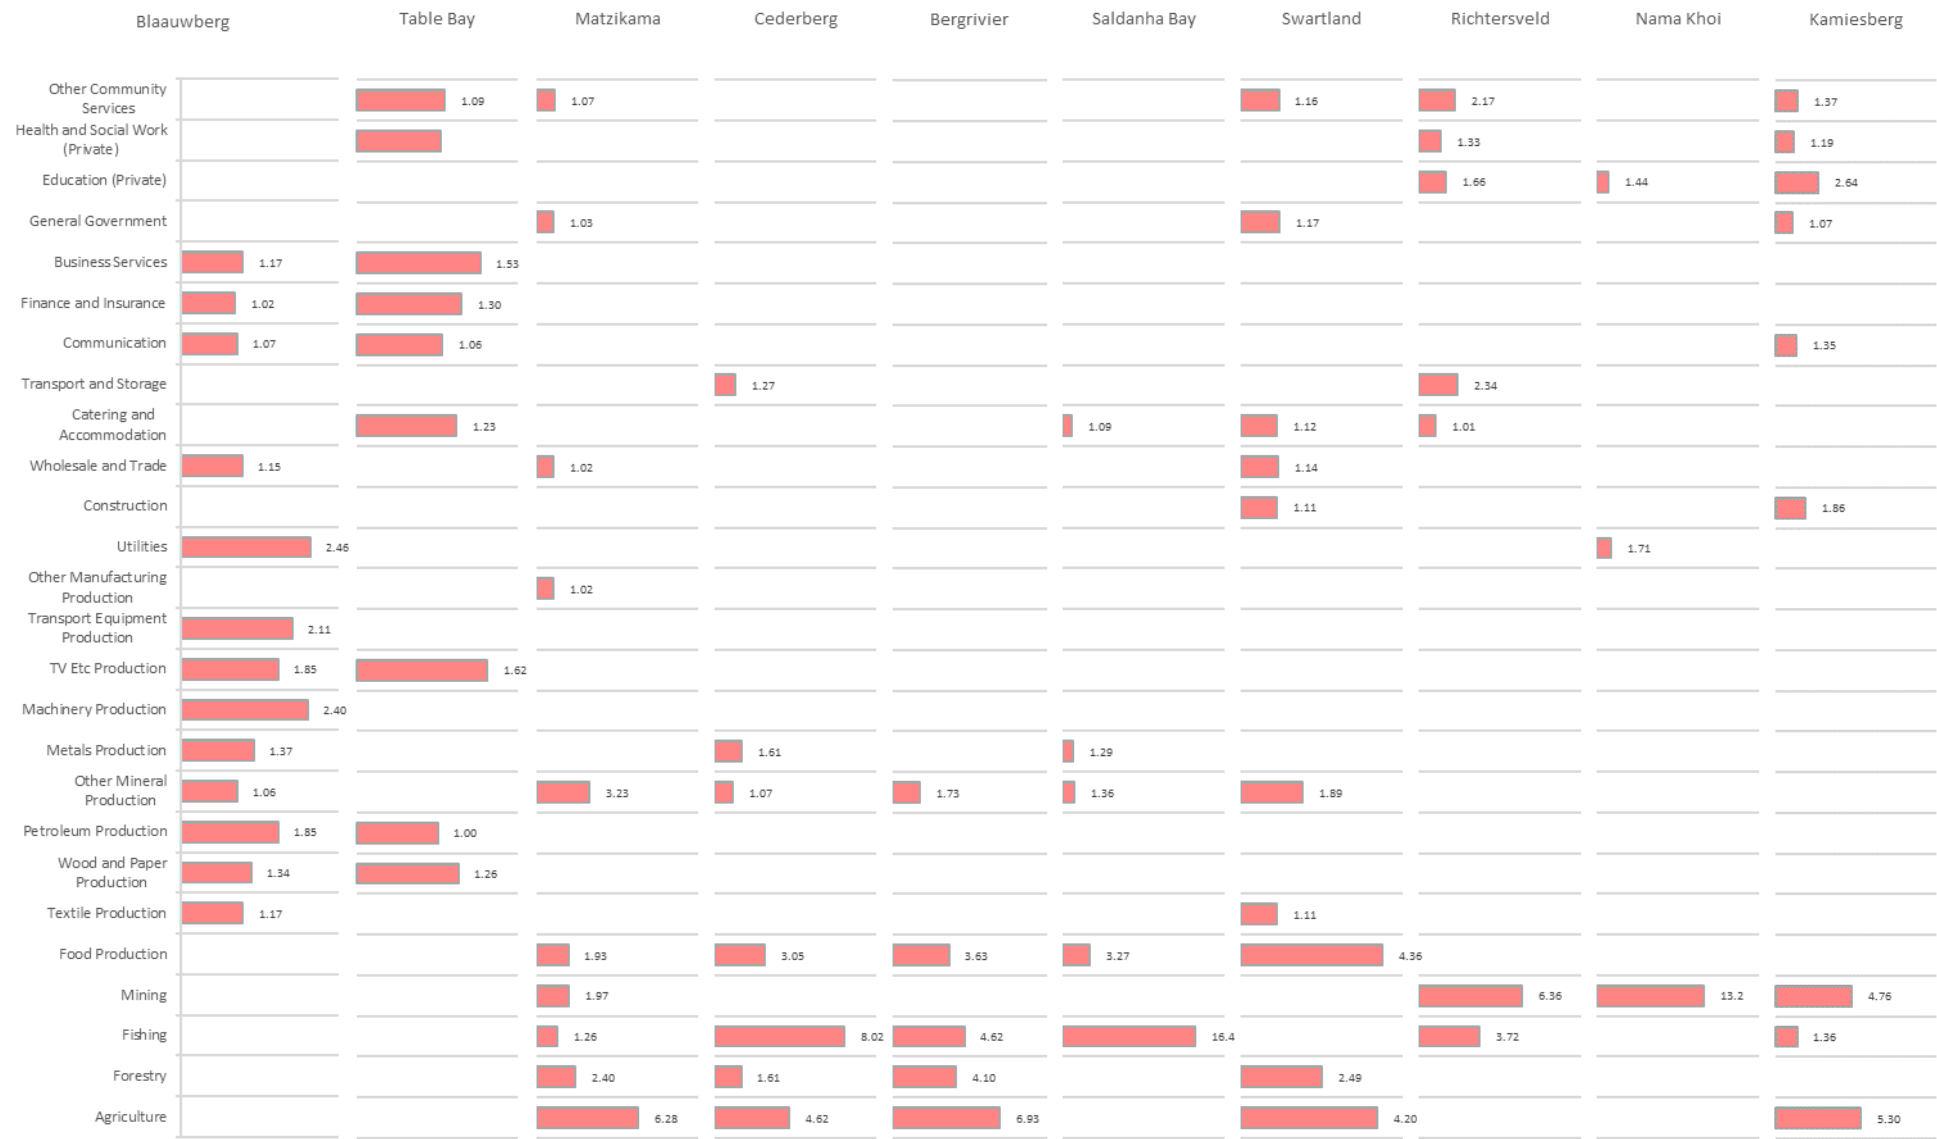 Blaauwberg Table Bay Matzikama Cederberg Bergrivier Saldanha Bay Swartland Richtersveld Nama Khoi Kamiesberg
Other Community
Services
1.09 1.07 1.16 2.17 1.37
Health and Social Work
(Private)
1.33 1.19
Education (Private) 1.66 1.44 2.64
General Government 1.03 1.17 1.07
Business Services 1.17 1.53
Finance and Insurance 1.02 1.30
Communication 1.07 1.06 1.35
Transport and Storage 1.27 2.34
Catering and
Accommodation
1.23 1.09 1.12 1.01
Wholesale and Trade 1.15 1.02 1.14
Construction 1.11 1.86
Utilities 2.46 1.71
Other Manufacturing
Production
1.02
Transport Equipment
Production
2.11
TV Etc Production 1.85 1.62
Machinery Production 2.40
Metals Production 1.37 1.61 1.29
Other Mineral
Production
1.06 3.23 1.07 1.73 1.36 1.89
Petroleum Production 1.85 1.00
Wood and Paper
Production
1.34 1.26
Textile Production 1.17 1.11
Food Production 1.93 3.05 3.63 3.27 4.36
Mining 1.97 6.36 13.2 4.76
Fishing 1.26 8.02 4.62 16.4 3.72 1.36
Forestry 2.40 1.61 4.10 2.49
Agriculture 6.28 4.62 6.93 4.20 5.30